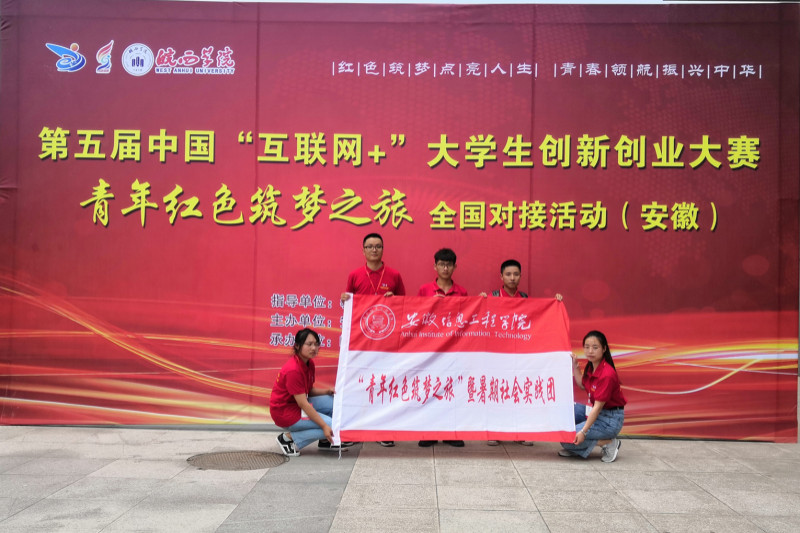 皖西学院
WEST ANHUI UNIVERSITY
|红|色|筑|梦|点|亮|人|生| |青|春|领|航|振|兴|中|华|
第五届中国“互联网+”大学生创新创业大赛
青年红色筑梦之旅 全国对接活动（安徽）
指导单位：
主办单位：
承办
安徽信息工程学院
Anhui Institute of Information Technology
“青年红色筑梦之旅”暨暑期社会实践团